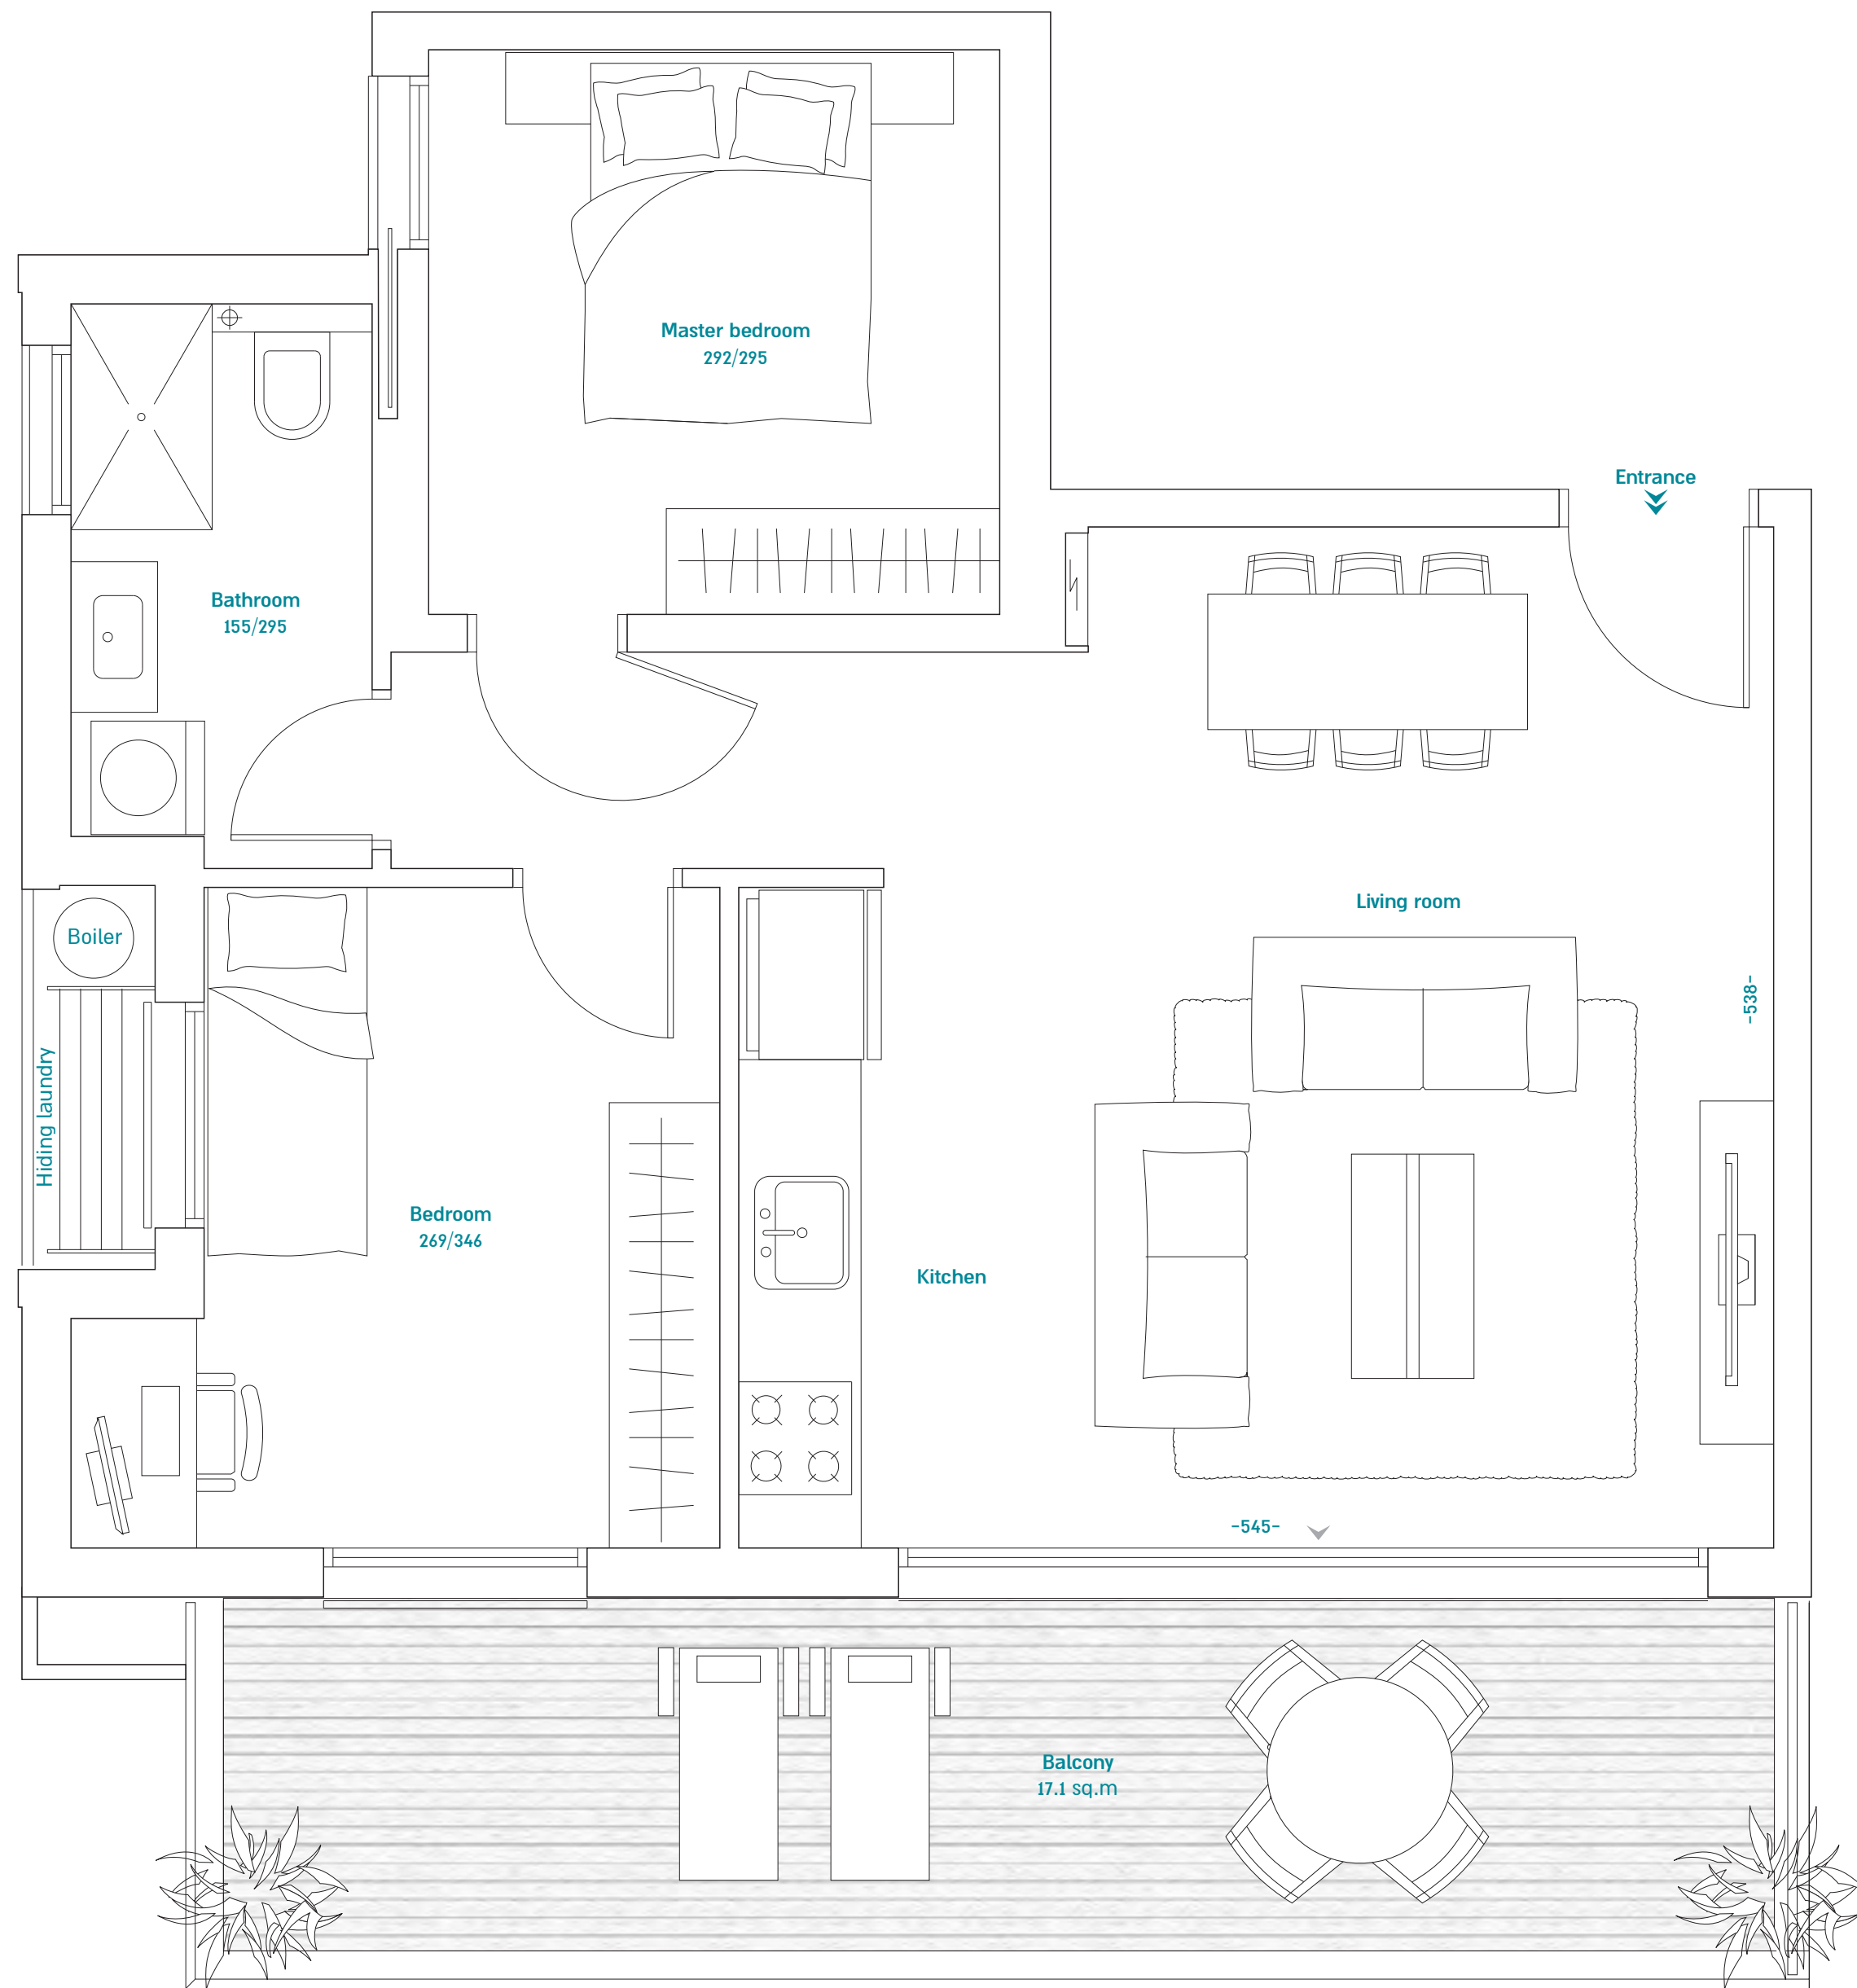 Master bedroom
292/295
Entrance
Bathroom
155/295
Living room
Boiler
-538-
Hiding laundry
Bedroom
269/346
Kitchen
-545-
Balcony
17.1 sq.m